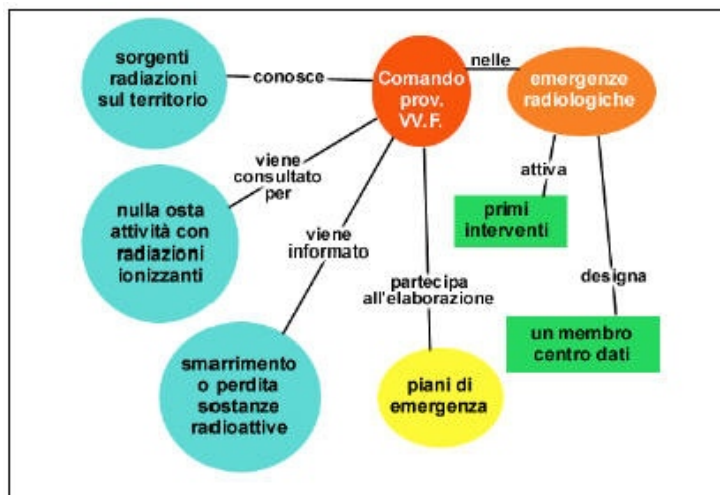 sorgenti
radiazioni
sul territorio
conosce
Comando
prov.
VV.F.
nelle
emergenze
radiologiche
viene
consultato
per
nulla osta
attività con
radiazioni
ionizzanti
viene
informato
smarrimento
o perdita
sostanze
radioattive
partecipa
all'elaborazione
piani di
emergenza
attiva
primi
interventi
designa
un membro
centro dati